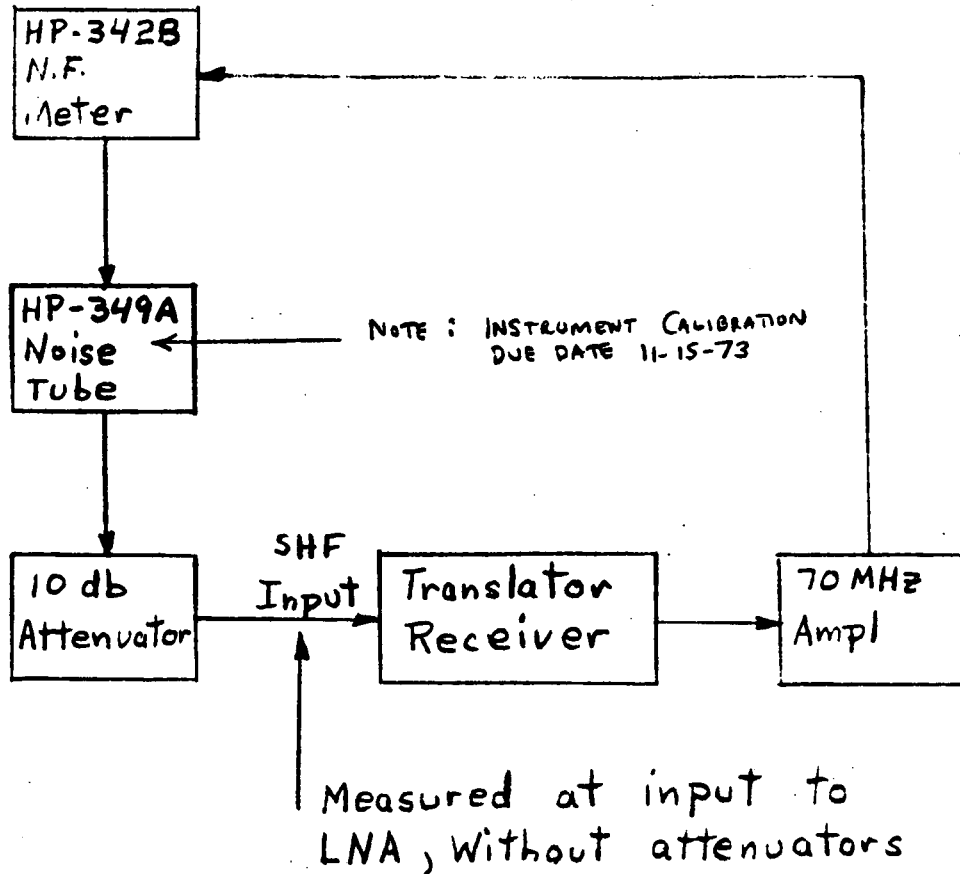 HP-342B
N.F.
Meter
HP-349A
Noise
Tube
NOTE : INSTRUMENT CALIBRATION
DUE DATE 11-15-73
10 db
Attenuator
SHF
Input
Translator
Receiver
70 MHz
Ampl
Measured at input to
LNA, Without attenuators